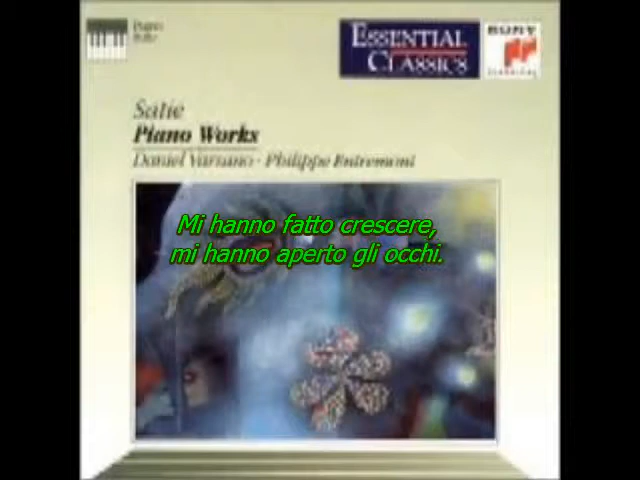 Piano
ESSENTIAL
CLASSICS
SONY
CLASSICAL
Satie
Piano Works
Daniel Varsano · Philippe Entremont
Mi hanno fatto crescere,
mi hanno aperto gli occhi.